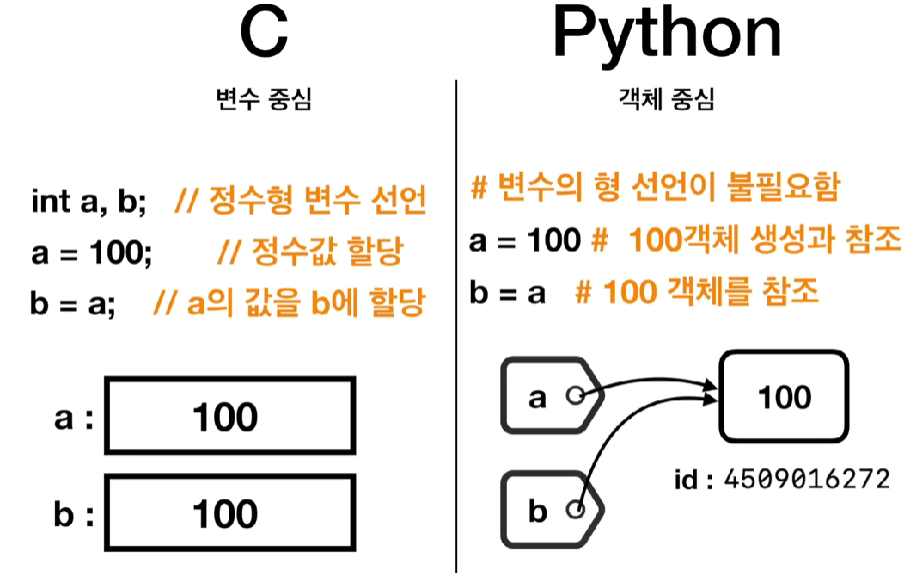 C
변수 중심
int a, b; // 정수형 변수 선언
a = 100; // 정수값 할당
b = a; // a의 값을 b에 할당
a : 100
b : 100
Python
객체 중심
# 변수의 형 선언이 불필요함
a = 100 # 100객체 생성과 참조
b = a # 100 객체를 참조
a
100
id : 4509016272
b